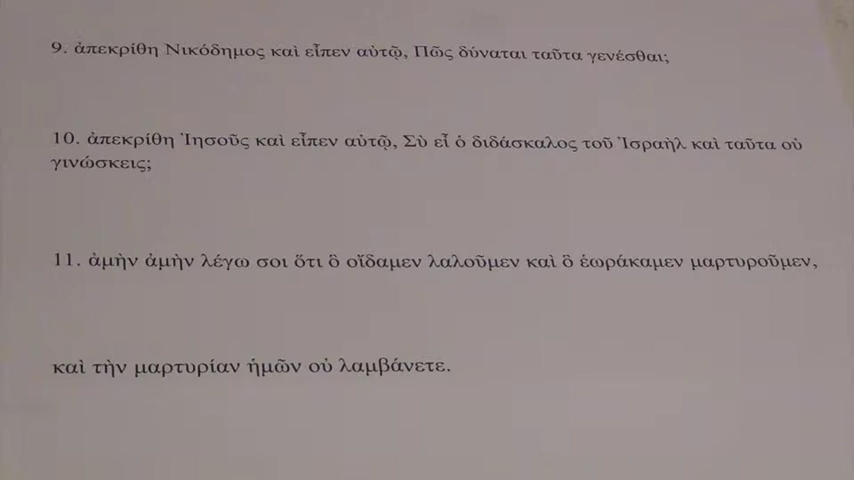 9. ἀπεκρίθη Νικόδημος καὶ εἶπεν αὐτῷ, Πῶς δύναται ταῦτα γενέσθαι;
10. ἀπεκρίθη Ἰησοῦς καὶ εἶπεν αὐτῷ, Σὺ εἶ ὁ διδάσκαλος τοῦ Ἰσραὴλ καὶ ταῦτα οὐ
γινώσκεις;
11. ἀμὴν ἀμὴν λέγω σοι ὅτι ὃ οἴδαμεν λαλοῦμεν καὶ ὃ ἑωράκαμεν μαρτυροῦμεν,
καὶ τὴν μαρτυρίαν ἡμῶν οὐ λαμβάνετε.